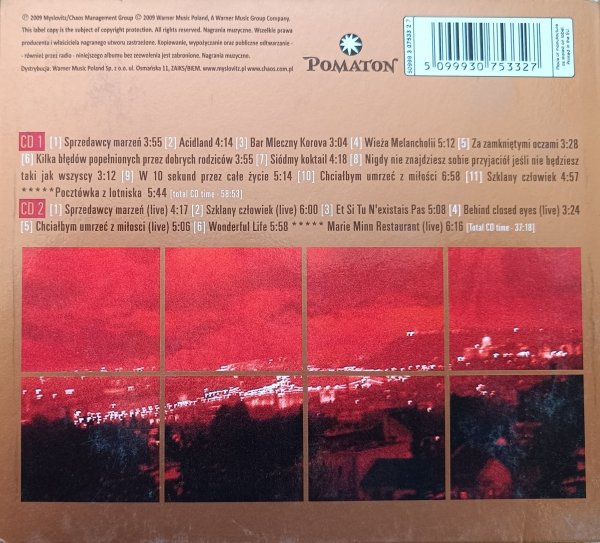 ℗ 2009 Myslovitz/Chaos Management Group © 2009 Warner Music Poland, A Warner Music Group Company.
This label copy is the subject of copyright protection. All rights reserved. Nagrania muzyczne. Wszelkie prawa
producenta i właściciela nagranego utworu zastrzeżone. Kopiowanie, wypożyczanie oraz publiczne odtwarzanie -
- również przez radio - niniejszego albumu bez zezwolenia jest zabronione. Nagrania muzyczne.
Dystrybucja: Warner Music Poland Sp. z o.o. ul. Osmańska 11, ZAIKS/BIEM. www.myslovitz.pl www.chaos.com.pl
POMATON
50999 3 07533 2 7
5 099930 753327
CD 1 [1] Sprzedawcy marzeń 3:55 [2] Acidland 4:14 [3] Bar Mleczny Korova 3:04 [4] Wieża Melancholii 5:12 [5] Za zamkniętymi oczami 3:28
[6] Kilka błędów popełnionych przez dobrych rodziców 3:55 [7] Siódmy koktail 4:18 [8] Nigdy nie znajdziesz sobie przyjaciół jeśli nie będziesz
taki jak wszyscy 3:12 [9] W 10 sekund przez całe życie 5:14 [10] Chciałbym umrzeć z miłości 6:58 [11] Szklany człowiek 4:57
*****Pocztówka z lotniska 5:44 [total CD time - 58:53]
CD 2 [1] Sprzedawcy marzeń (live) 4:17 [2] Szklany człowiek (live) 6:00 [3] Et Si Tu N'existais Pas 5:08 [4] Behind closed eyes (live) 3:24
[5] Chciałbym umrzeć z miłosci (live) 5:06 [6] Wonderful Life 5:58 ***** Marie Minn Restaurant (live) 6:16 [Total CD time - 37:18]